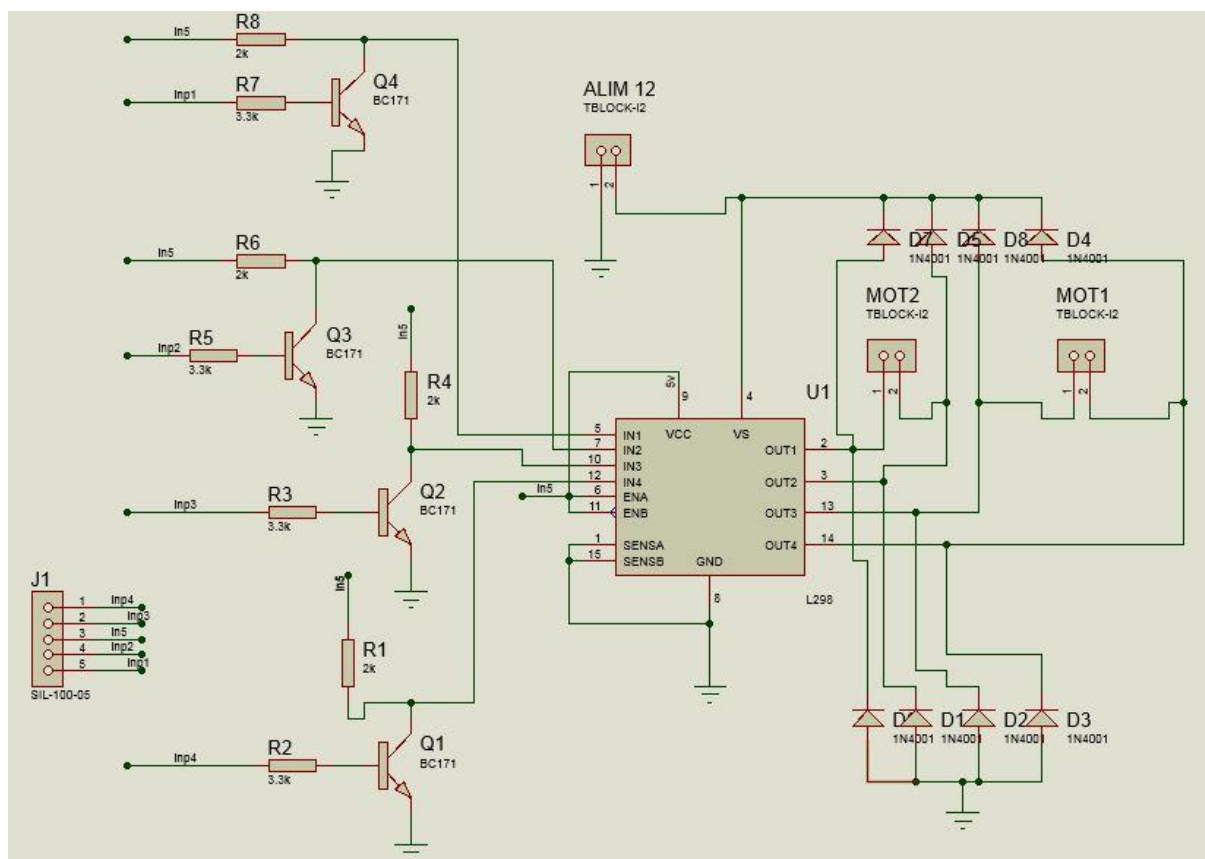 R8
In5
2k
Q4
BC171
R7
Inp1
3.3k
ALIM 12
TBLOCK-I2
1
2
R6
In5
2k
D7
D5
D8
D4
1N4001
1N4001
1N4001
MOT2
TBLOCK-I2
1
2
MOT1
TBLOCK-I2
1
2
Q3
BC171
R5
Inp2
3.3k
In5
R4
2k
5v
9
4
U1
5
IN1
VCC
VS
7
IN2
OUT1
2
10
IN3
12
IN4
OUT2
3
In5
6
ENA
11
ENB
OUT3
13
1
SENSA
OUT4
14
15
SENSB
GND
8
L298
R3
Inp3
3.3k
Q2
BC171
In5
J1
1
Inp4
2
Inp3
3
In5
4
Inp2
5
Inp1
SIL-100-05
R1
2k
D1
D2
D3
1N4001
1N4001
1N4001
R2
Inp4
3.3k
Q1
BC171